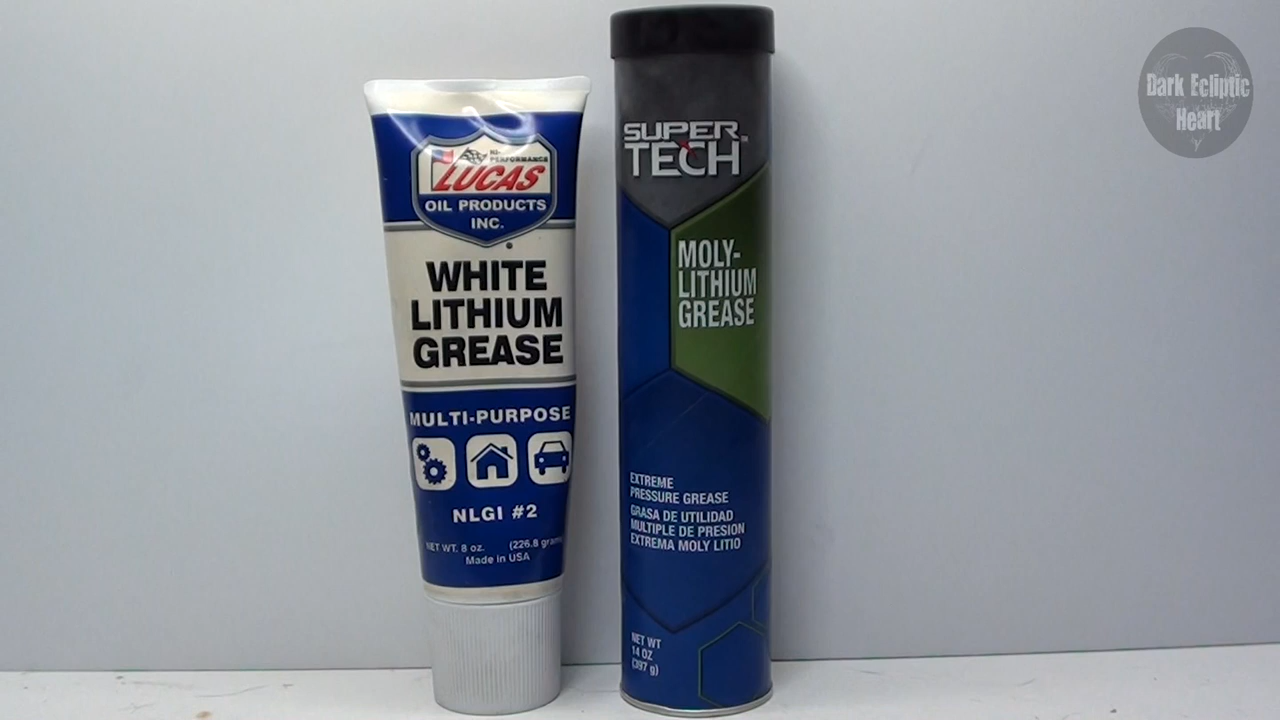 HI-
PERFORMANCE
LUCAS
OIL PRODUCTS
INC.
WHITE
LITHIUM
GREASE
MULTI-PURPOSE
NLGI #2
NET WT. 8 oz. (226.8 grams
Made in USA
SUPER
TECH™
MOLY-
LITHIUM
GREASE
EXTREME
PRESSURE GREASE
GRASA DE UTILIDAD
MULTIPLE DE PRESION
EXTREMA MOLY LITIO
NET WT
14 OZ
(397 g)
Dark Ecliptic
Heart